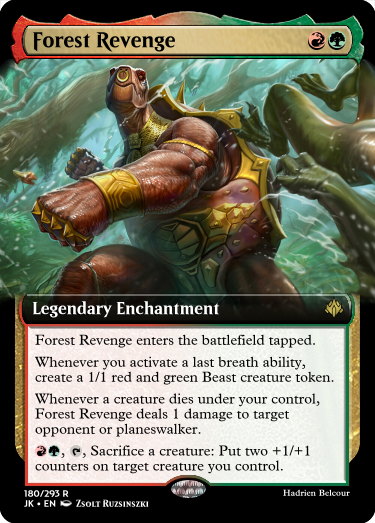 Forest Revenge
Legendary Enchantment
Forest Revenge enters the battlefield tapped.
Whenever you activate a last breath ability,
create a 1/1 red and green Beast creature token.
Whenever a creature dies under your control,
Forest Revenge deals 1 damage to target
opponent or planeswalker.
, , Sacrifice a creature: Put two +1/+1
counters on target creature you control.
180/293 R
JK • EN Zsolt Ruzsinszki
Hadrien Belcour